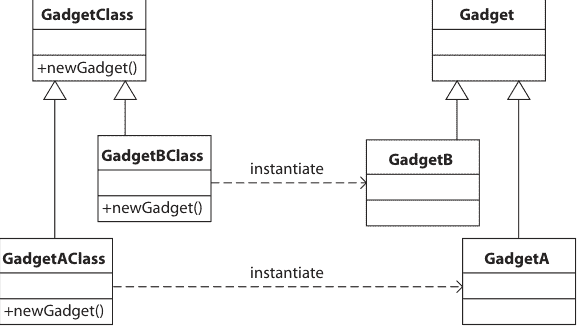 GadgetClass
+newGadget()
Gadget
GadgetBClass
+newGadget()
instantiate
GadgetB
GadgetAClass
+newGadget()
instantiate
GadgetA